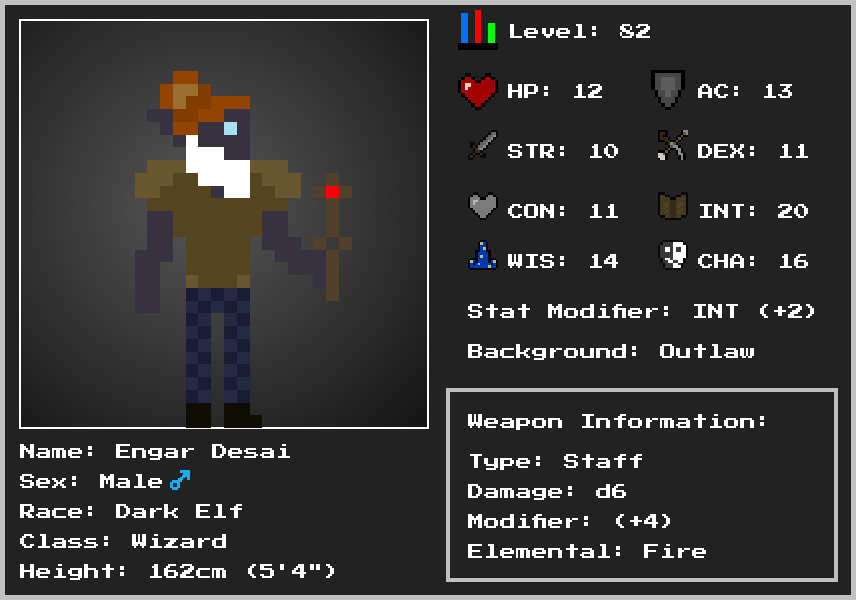 Level: 82
HP: 12
AC: 13
STR: 10
DEX: 11
CON: 11
INT: 20
WIS: 14
CHA: 16
Stat Modifier: INT (+2)
Background: Outlaw
Weapon Information:
Type: Staff
Damage: d6
Modifier: (+4)
Elemental: Fire
Name: Engar Desai
Sex: Male♂
Race: Dark Elf
Class: Wizard
Height: 162cm (5'4")